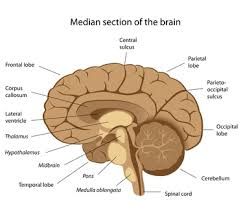 Median section of the brain
Central
sulcus
Frontal lobe
Parietal
lobe
Corpus
callosum
Parieto-
occipital
sulcus
Lateral
ventricle
Thalamus
Occipital
lobe
Hypothalamus
Midbrain
Pons
Cerebellum
Temporal lobe
Medulla oblongata
Spinal cord